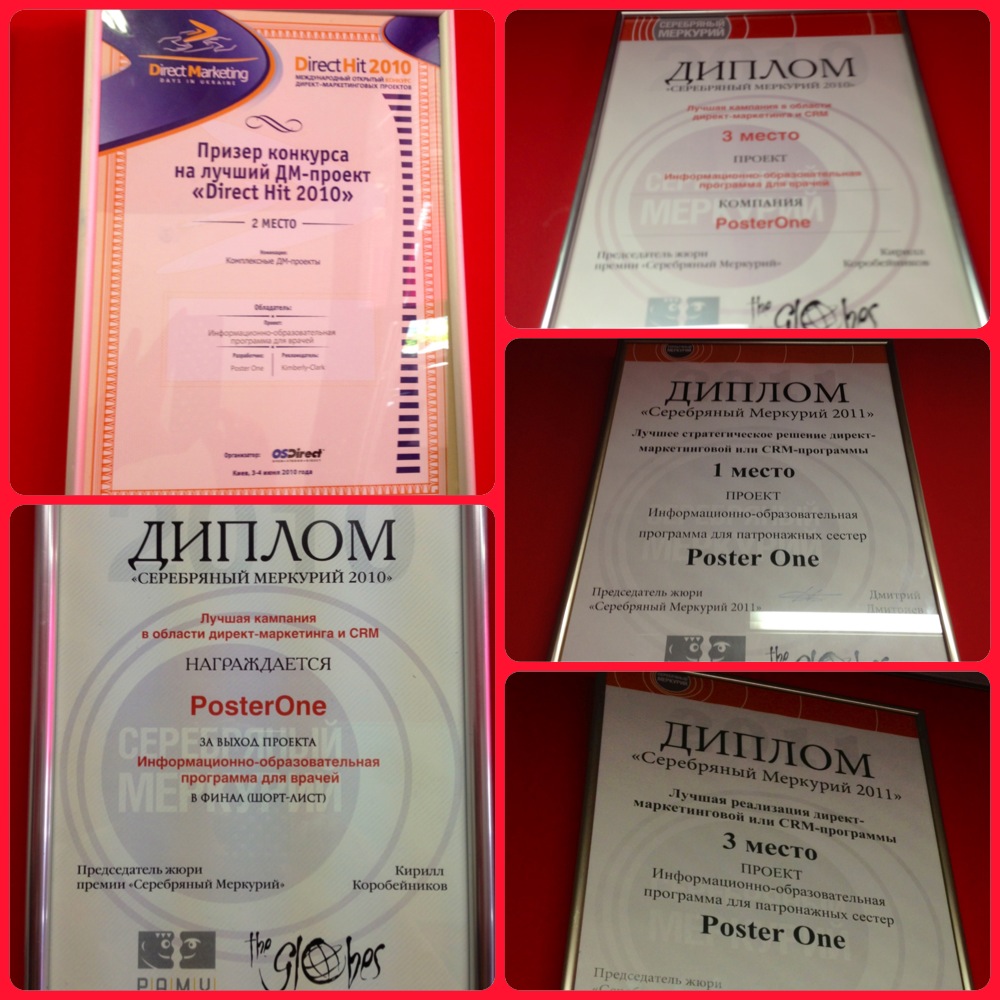 Direct Marketing
DAYS IN UKRAINE
Direct Hit 2010
МЕЖДУНАРОДНЫЙ ОТКРЫТЫЙ КОНКУРС
ДИРЕКТ-МАРКЕТИНГОВЫХ ПРОЕКТОВ
Призер конкурса
на лучший ДМ-проект
«Direct Hit 2010»
2 МЕСТО
Номинация:
Комплексные ДМ-проекты
Обладатель:
Проект:
Информационно-образовательная
программа для врачей
Разработчик: Рекламодатель:
Poster One Kimberly-Clark
Организатор: OSDirect
Киев, 3-4 июня 2010 года
СЕРЕБРЯНЫЙ
МЕРКУРИЙ
ДИПЛОМ
«СЕРЕБРЯНЫЙ МЕРКУРИЙ 2010»
Лучшая кампания в области
директ-маркетинга и CRM
3 место
ПРОЕКТ
Информационно-образовательная
программа для врачей
КОМПАНИЯ
PosterOne
Председатель жюри Кирилл
премии «Серебряный Меркурий» Коробейников
the globes
ДИПЛОМ
«Серебряный Меркурий 2011»
Лучшее стратегическое решение директ-
маркетинговой или CRM-программы
1 место
ПРОЕКТ
Информационно-образовательная
программа для патронажных сестер
Poster One
Председатель жюри Дмитрий
«Серебряный Меркурий 2011»
the globes
ДИПЛОМ
«СЕРЕБРЯНЫЙ МЕРКУРИЙ 2010»
Лучшая кампания
в области директ-маркетинга и CRM
НАГРАЖДАЕТСЯ
PosterOne
ЗА ВЫХОД ПРОЕКТА
Информационно-образовательная
программа для врачей
В ФИНАЛ (ШОРТ-ЛИСТ)
СЕРЕБРЯНЫЙ
МЕРКУРИЙ
Председатель жюри Кирилл
премии «Серебряный Меркурий» Коробейников
РАМУ the globes
ДИПЛОМ
«Серебряный Меркурий 2011»
Лучшая реализация директ-
маркетинговой или CRM-программы
3 место
ПРОЕКТ
Информационно-образовательная
программа для патронажных сестер
Poster One
Председатель жюри